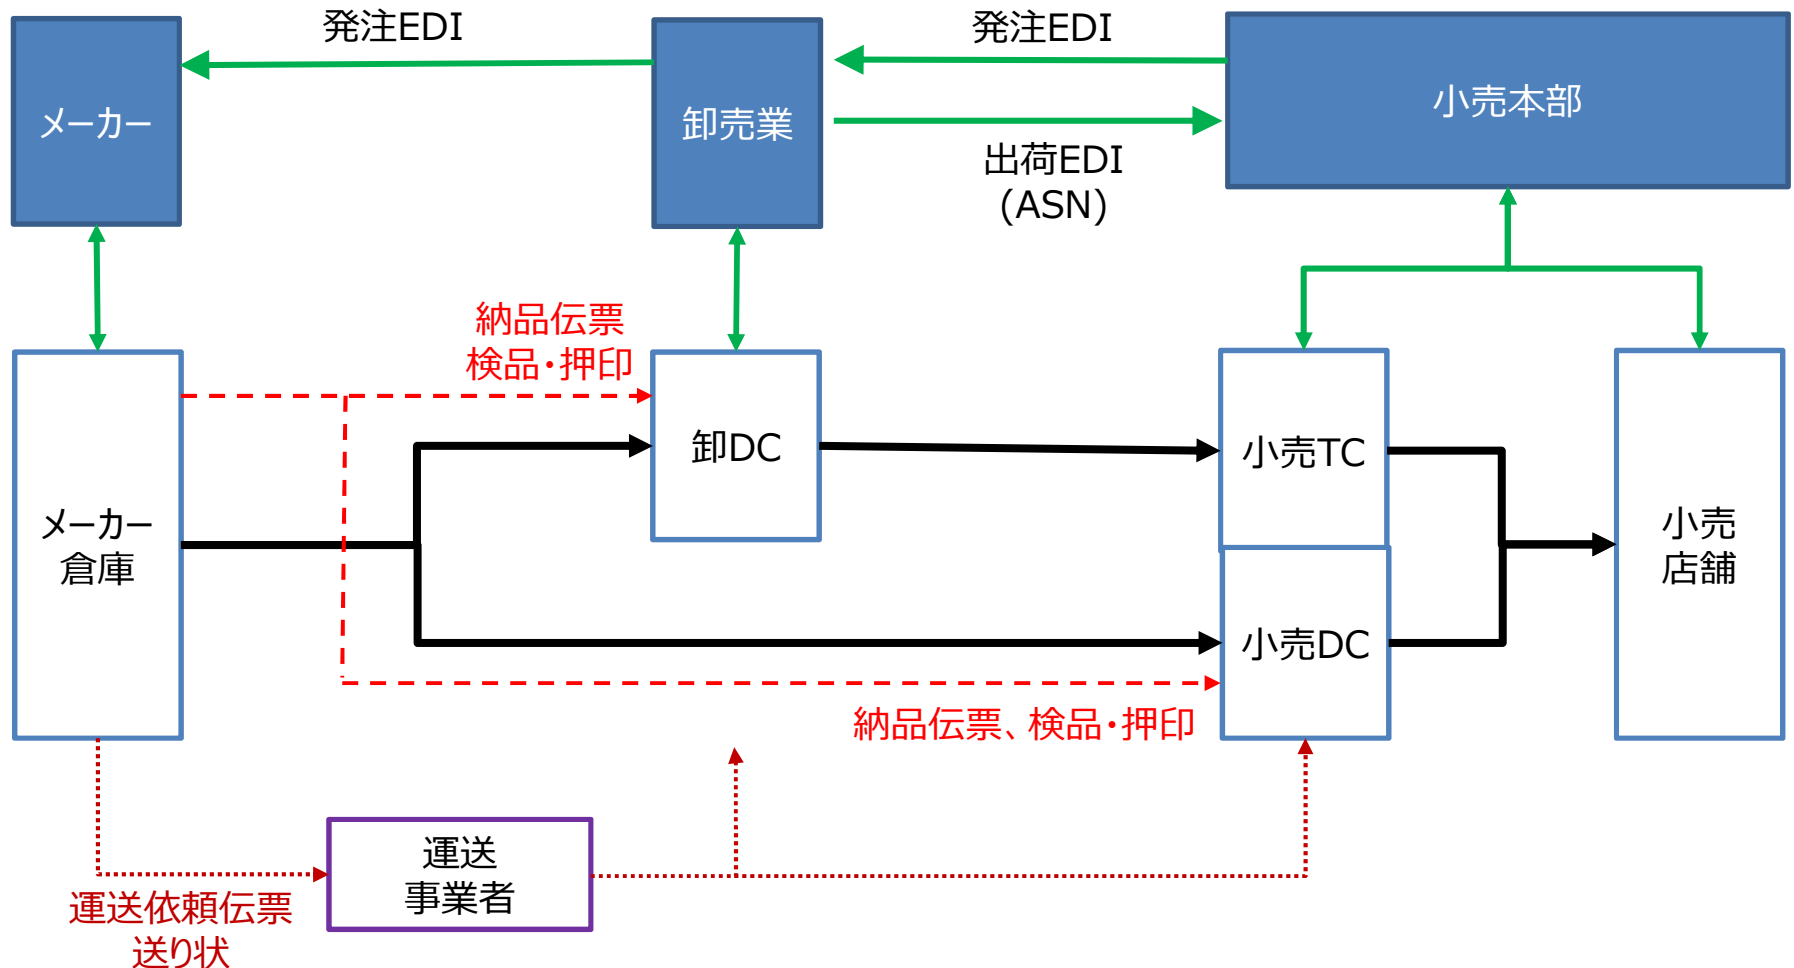 発注EDI
発注EDI
メーカー
卸売業
小売本部
出荷EDI
(ASN)
納品伝票
検品・押印
メーカー
倉庫
卸DC
小売TC
小売
店舗
小売DC
納品伝票、検品・押印
運送
事業者
運送依頼伝票
送り状